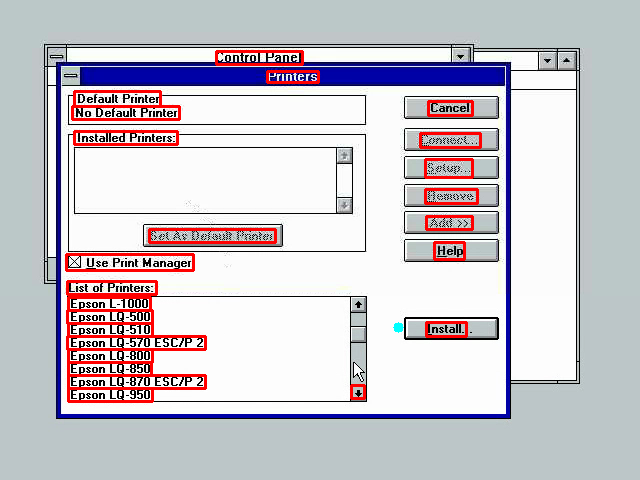 Control Panel
Printers
Default Printer
No Default Printer
Cancel
Installed Printers:
Connect...
Setup...
Remove
Add >>
Set As Default Printer
Help
Use Print Manager
List of Printers:
Epson L-1000
Epson LQ-500
Epson LQ-510
Install...
Epson LQ-570 ESC/P 2
Epson LQ-800
Epson LQ-850
Epson LQ-870 ESC/P 2
Epson LQ-950